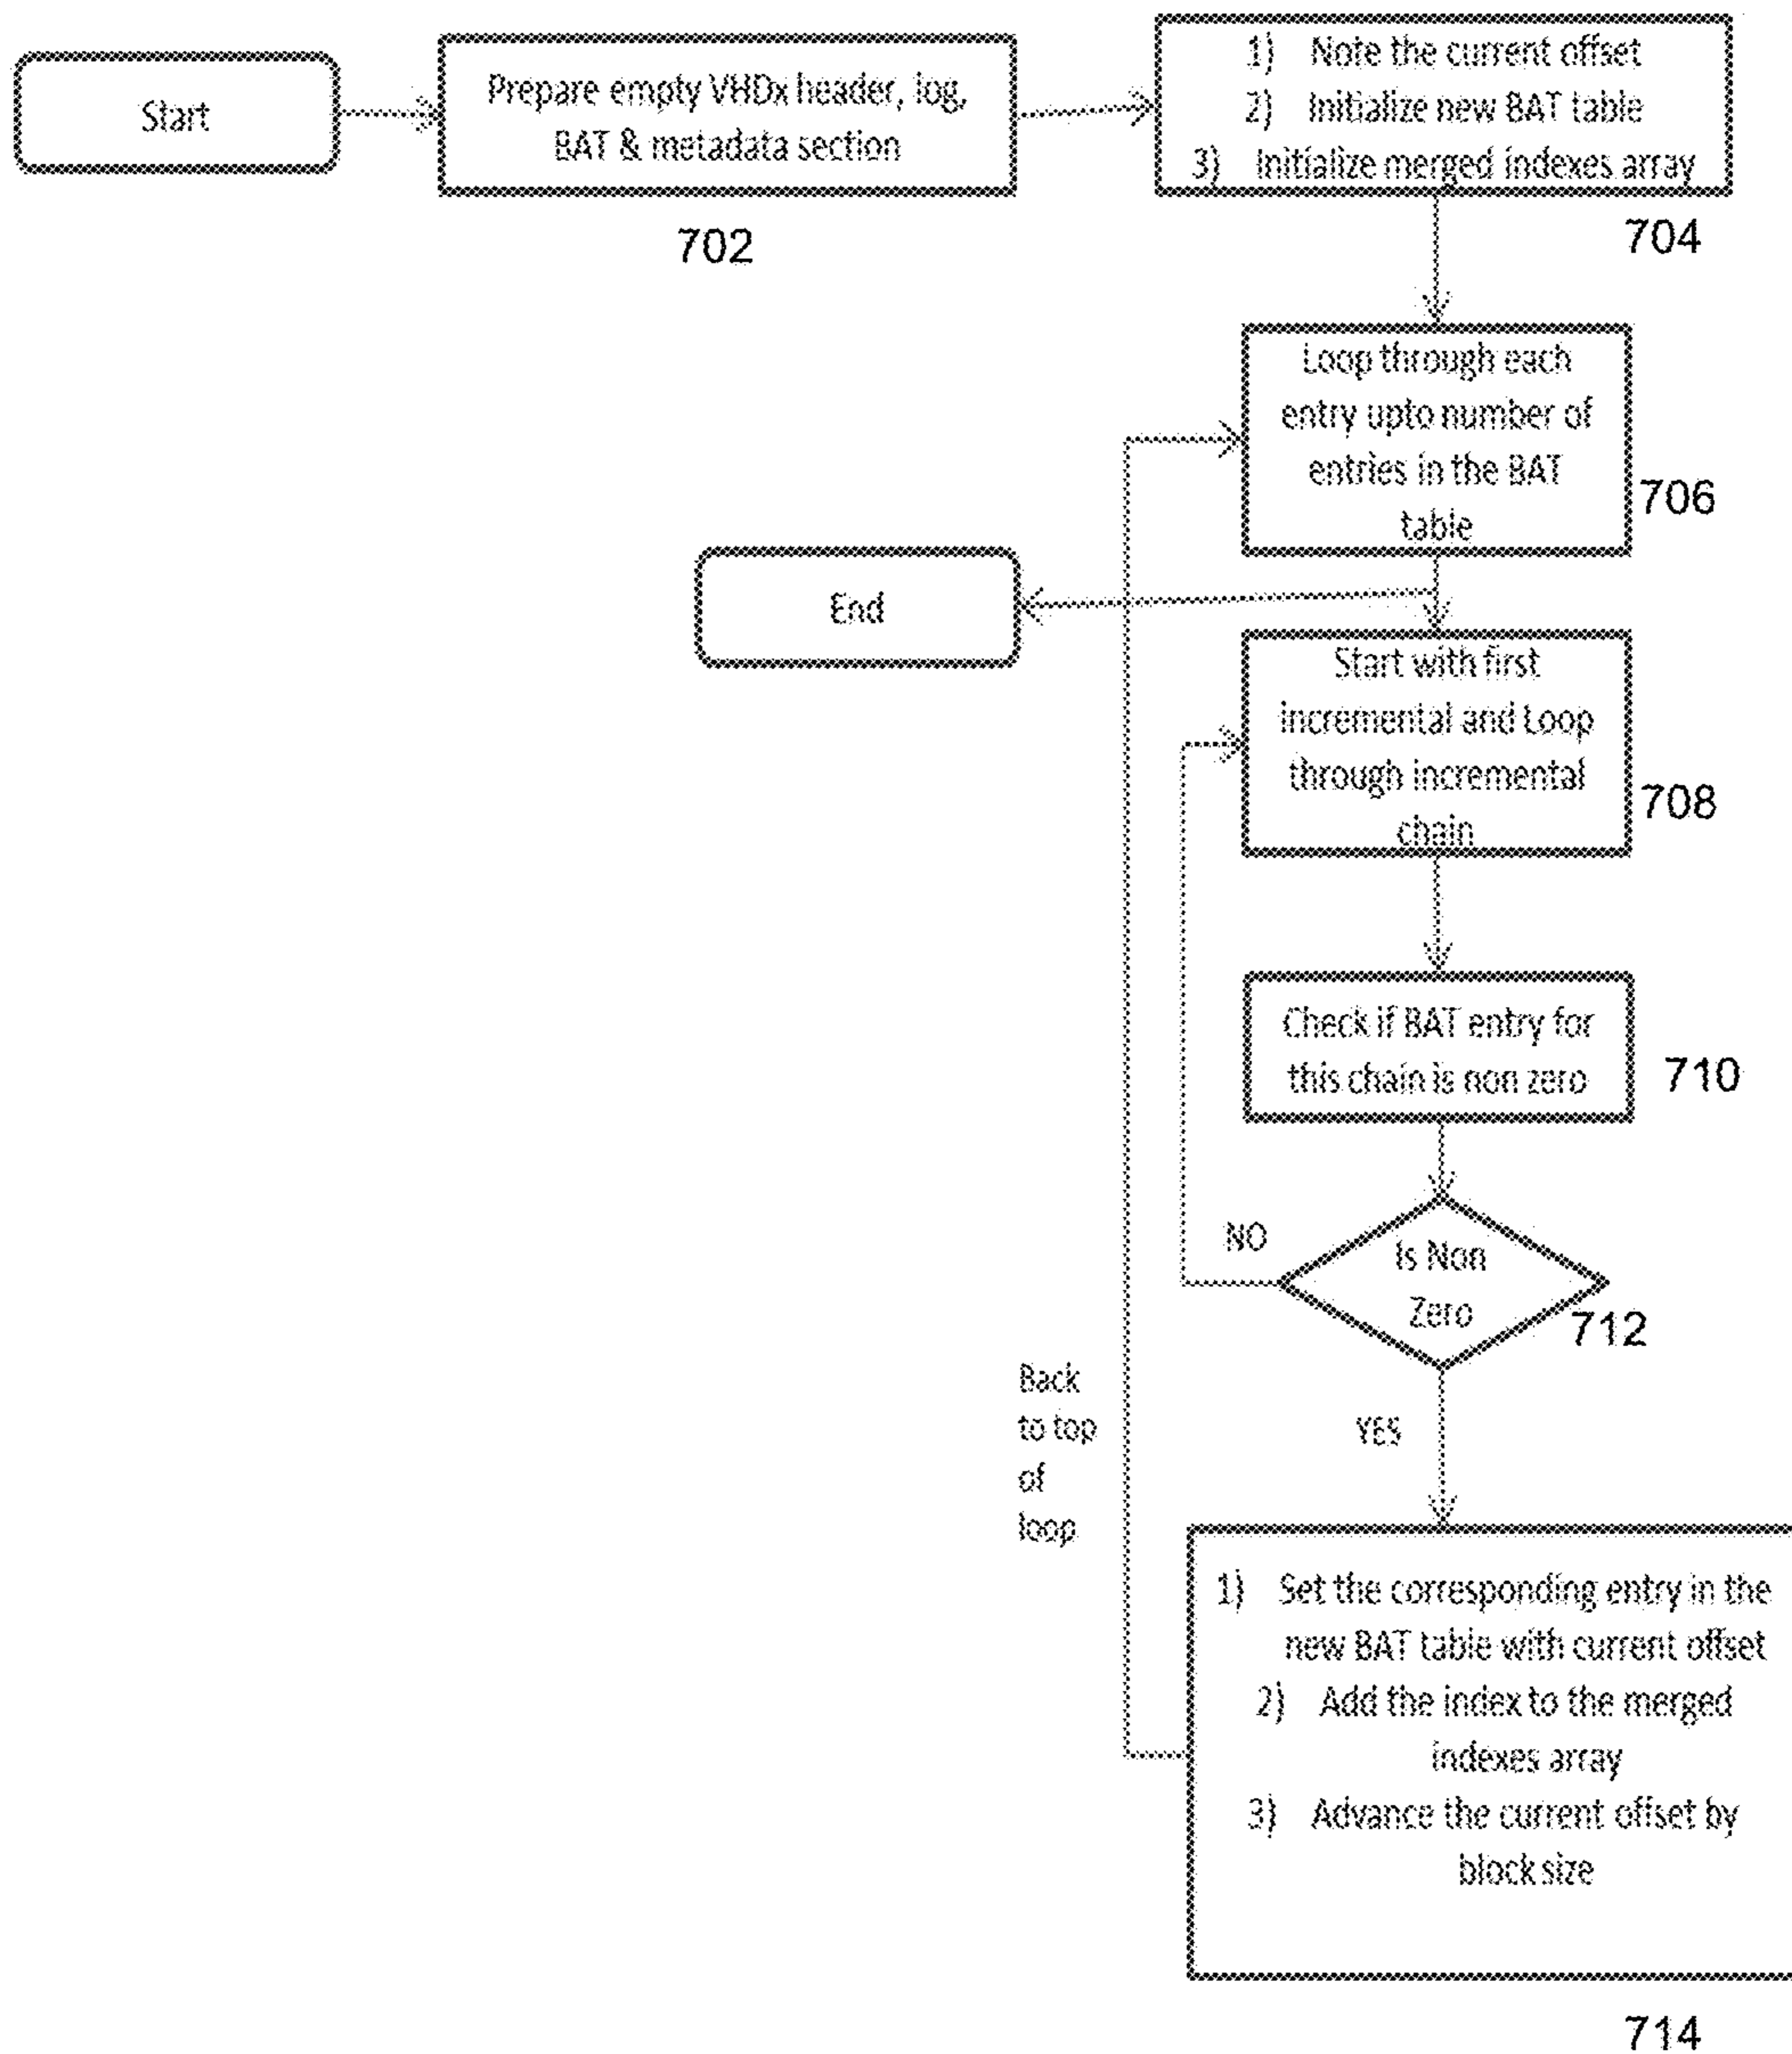 Start
Prepare empty VHDx header, log,
BAT & metadata section
702
1) Note the current offset
2) Initialize new BAT table
3) Initialize merged indexes array
704
Loop through each
entry upto number of
entries in the BAT
table
706
End
Start with first
incremental and Loop
through incremental
chain
708
Check if BAT entry for
this chain is non zero
710
NO
Is Non
Zero
712
Back
to top
of
loop
YES
1) Set the corresponding entry in the
new BAT table with current offset
2) Add the index to the merged
indexes array
3) Advance the current offset by
block size
714